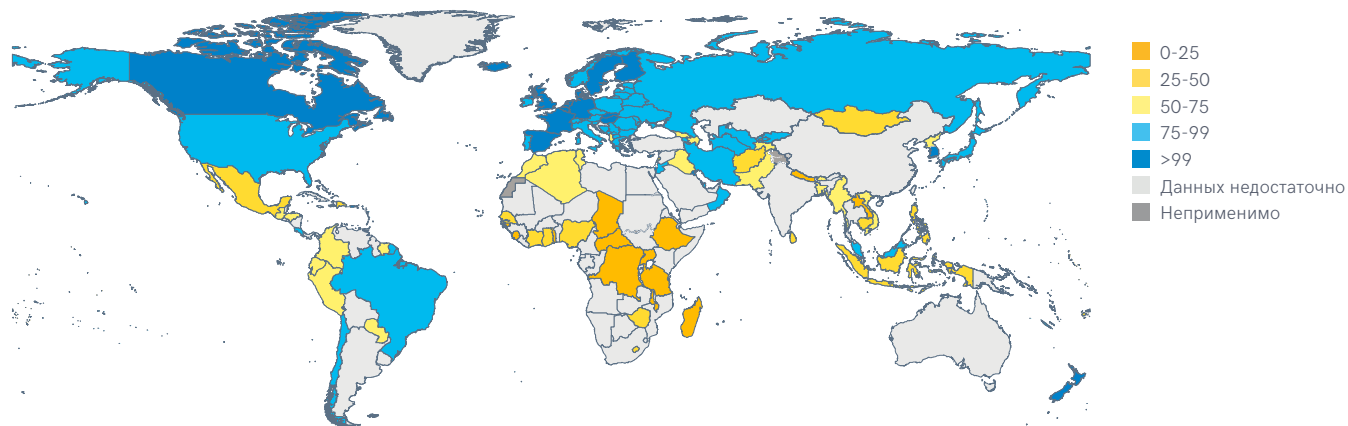 0-25
25-50
50-75
75-99
>99
Данных недостаточно
Неприменимо